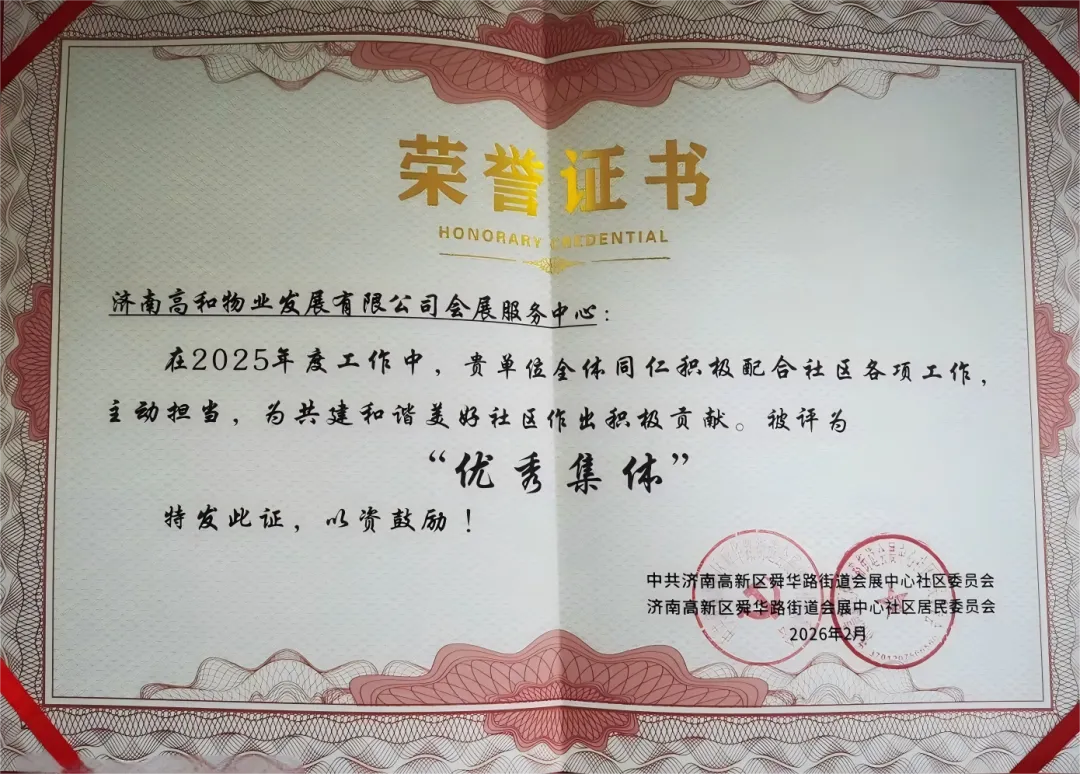 荣誉证书
HONORARY CREDENTIAL
济南高和物业发展有限公司会展服务中心：
在2025年度工作中，贵单位全体同仁积极配合社区各项工作，
主动担当，为共建和谐美好社区作出积极贡献。被评为
“优秀集体”
特发此证，以资鼓励！
中共济南高新区舜华路街道会展中心社区委员会
济南高新区舜华路街道会展中心社区居民委员会
2026年2月